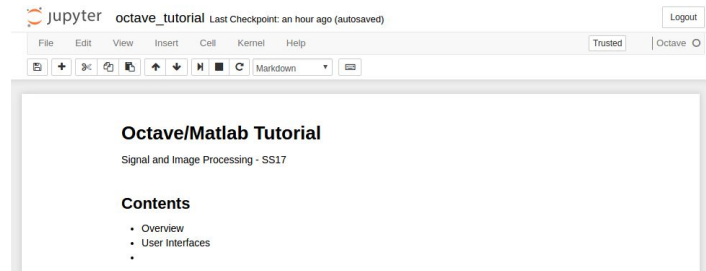 jupyter octave_tutorial Last Checkpoint: an hour ago (autosaved) Logout
File Edit View Insert Cell Kernel Help Trusted Octave
Markdown
Octave/Matlab Tutorial
Signal and Image Processing - SS17
Contents
• Overview
• User Interfaces
•